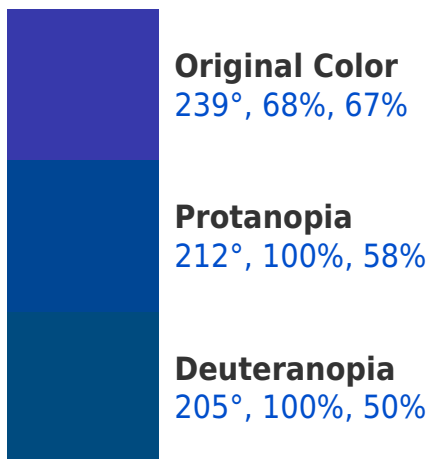 Original Color
239°, 68%, 67%
Protanopia
212°, 100%, 58%
Deuteranopia
205°, 100%, 50%